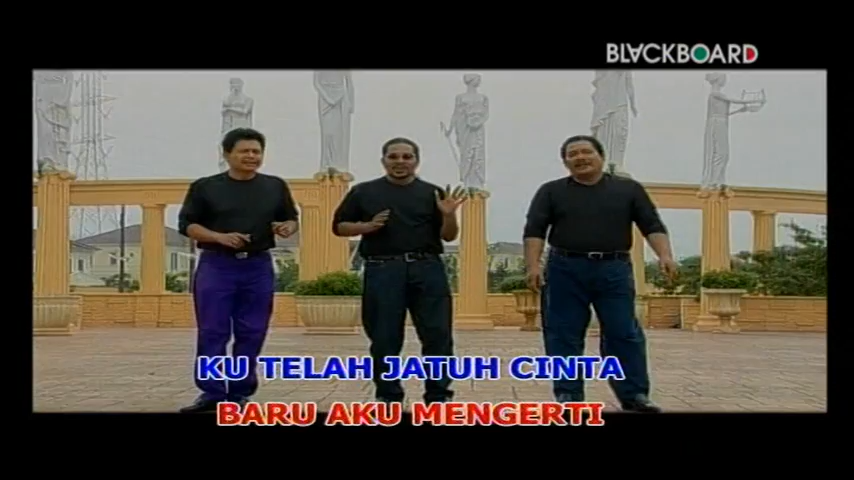 BLACKBOARD
KU TELAH JATUH CINTA
BARU AKU MENGERTI